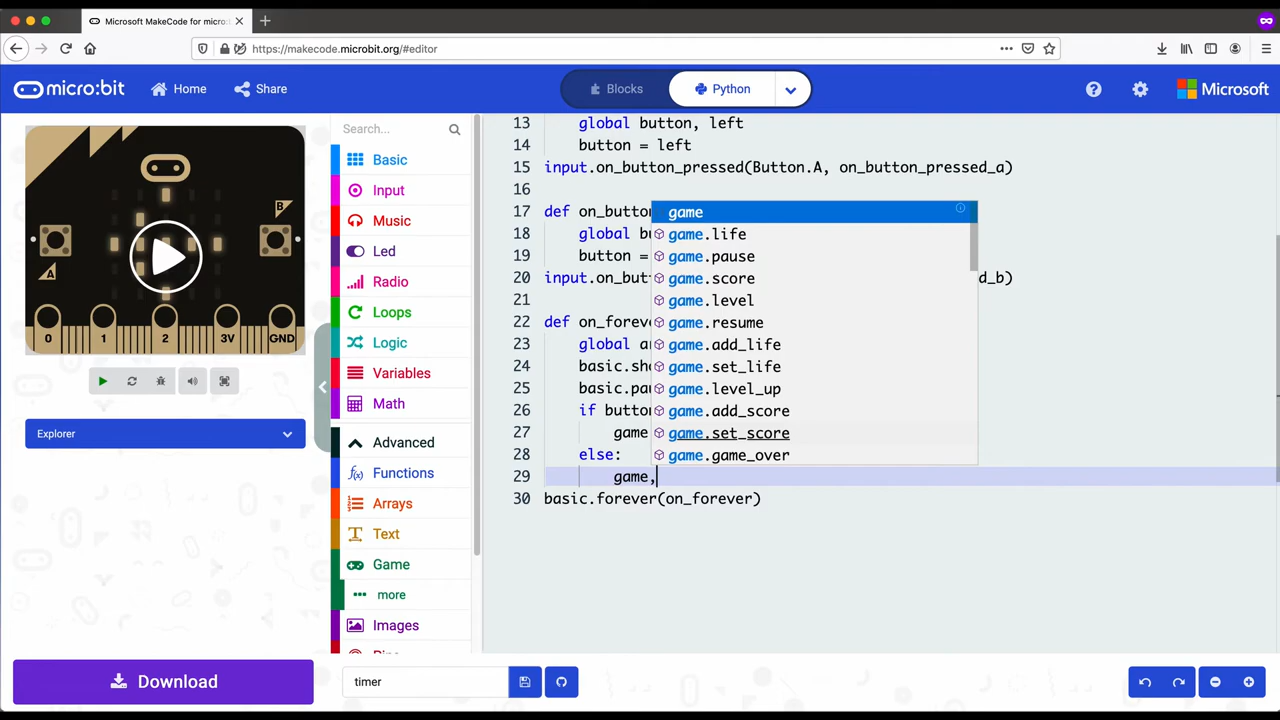 Microsoft MakeCode for micro:
https://makecode.microbit.org/#editor
micro:bit
Home
Share
Blocks
Python
Microsoft
B
A
0 1 2 3V GND
Explorer
Download
Search...
Basic
Input
Music
Led
Radio
Loops
Logic
Variables
Math
Advanced
Functions
Arrays
Text
Game
more
Images
13 global button, left
14 button = left
15 input.on_button_pressed(Button.A, on_button_pressed_a)
16
17 def on_button
18 global bu
19 button =
20 input.on_but d_b)
21
22 def on_foreve
23 global a
24 basic.sho
25 basic.pau
26 if button
27 game
28 else:
29 game,
30 basic.forever(on_forever)
game
game.life
game.pause
game.score
game.level
game.resume
game.add_life
game.set_life
game.level_up
game.add_score
game.set_score
game.game_over
timer